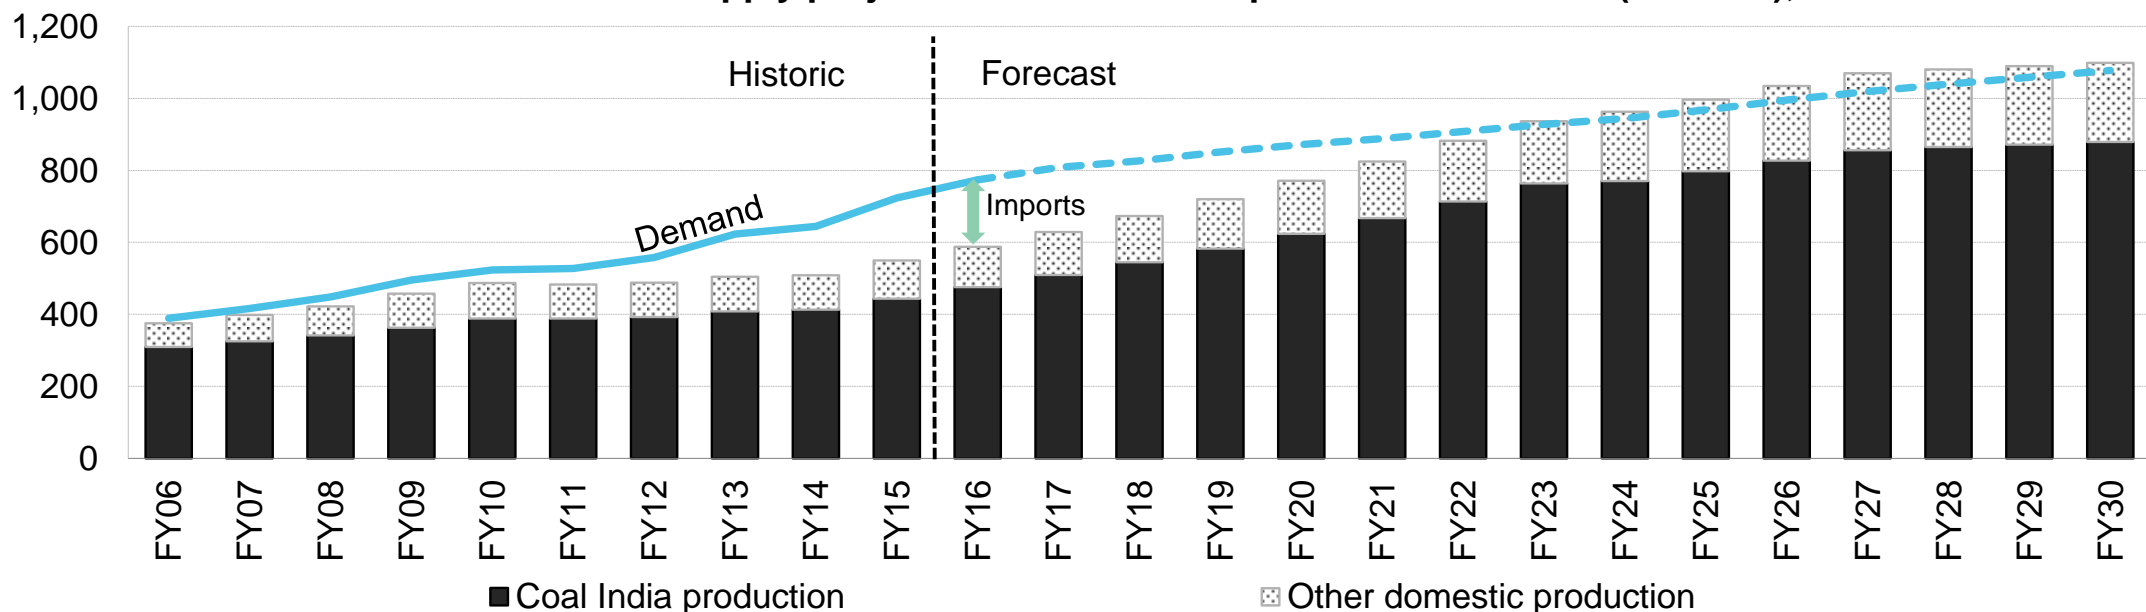 1,200
1,000
800
600
400
200
0
Historic
Forecast
Demand
Imports
FY06 FY07 FY08 FY09 FY10 FY11 FY12 FY13 FY14 FY15 FY16 FY17 FY18 FY19 FY20 FY21 FY22 FY23 FY24 FY25 FY26 FY27 FY28 FY29 FY30
Coal India production
Other domestic production